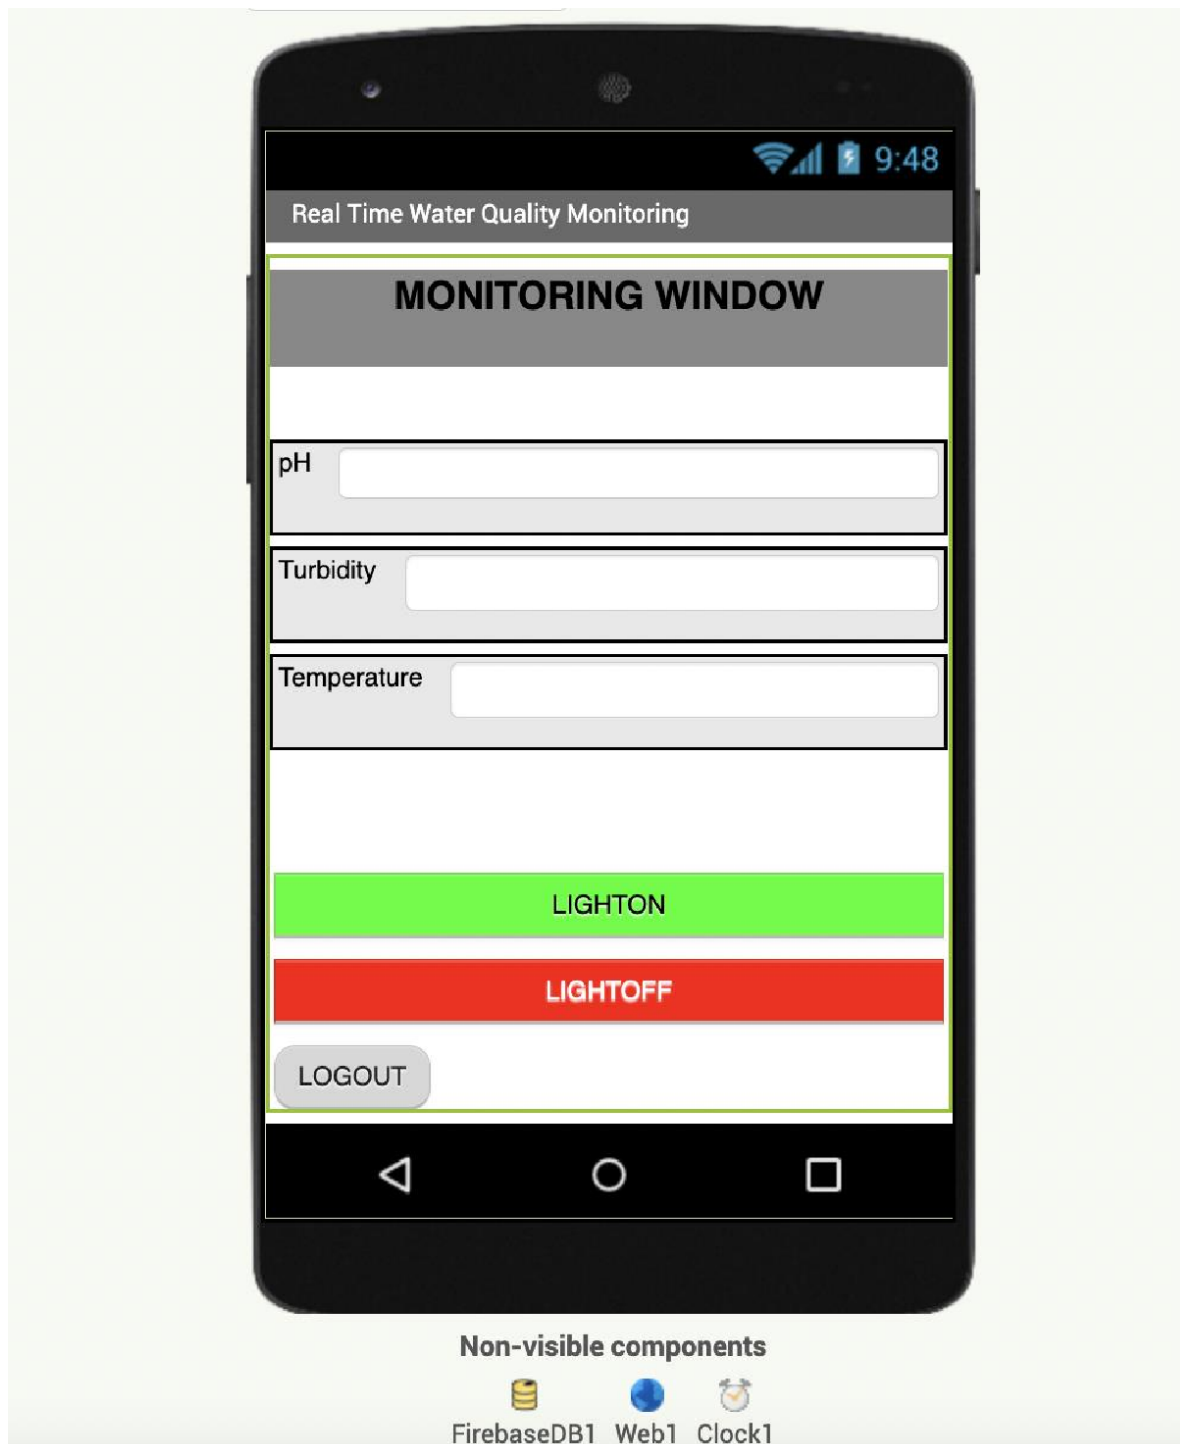 9:48
Real Time Water Quality Monitoring
MONITORING WINDOW
pH
Turbidity
Temperature
LIGHTON
LIGHTOFF
LOGOUT
Non-visible components
FirebaseDB1 Web1 Clock1